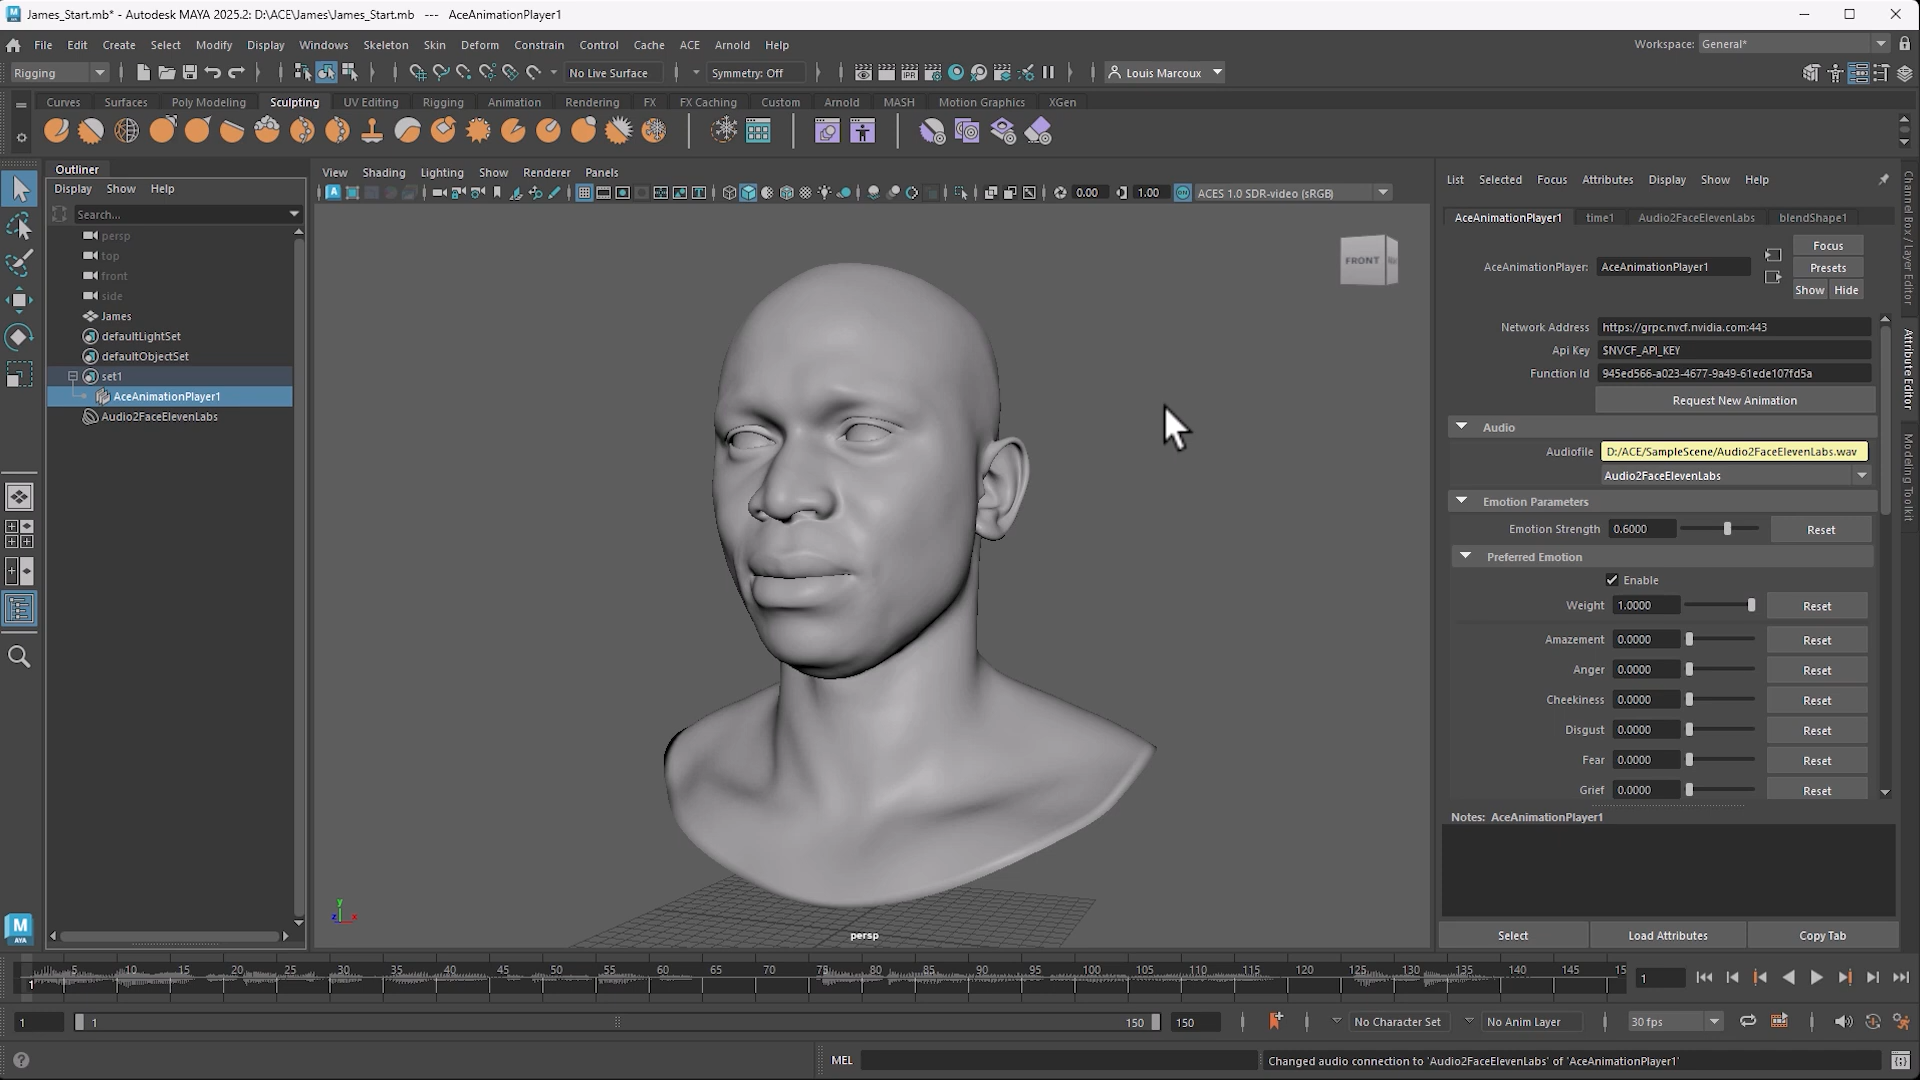 James_Start.mb* - Autodesk MAYA 2025.2: D:\ACE\James\James_Start.mb --- AceAnimationPlayer1
File Edit Create Select Modify Display Windows Skeleton Skin Deform Constrain Control Cache ACE Arnold Help
Workspace: General*
Rigging
No Live Surface
Symmetry: Off
Louis Marcoux
Curves Surfaces Poly Modeling Sculpting UV Editing Rigging Animation Rendering FX FX Caching Custom Arnold MASH Motion Graphics XGen
Outliner
Display Show Help
Search...
persp
top
front
side
James
defaultLightSet
defaultObjectSet
set1
AceAnimationPlayer1
Audio2FaceElevenLabs
View Shading Lighting Show Renderer Panels
0.00 1.00 ACES 1.0 SDR-video (sRGB)
FRONT
persp
y
z x
List Selected Focus Attributes Display Show Help
AceAnimationPlayer1 time1 Audio2FaceElevenLabs blendShape1
AceAnimationPlayer: AceAnimationPlayer1
Focus
Presets
Show Hide
Network Address https://grpc.nvcf.nvidia.com:443
Api Key $NVCF_API_KEY
Function Id 945ed566-a023-4677-9a49-61ede107fd5a
Request New Animation
Audio
Audiofile D:/ACE/SampleScene/Audio2FaceElevenLabs.wav
Audio2FaceElevenLabs
Emotion Parameters
Emotion Strength 0.6000 Reset
Preferred Emotion
Enable
Weight 1.0000 Reset
Amazement 0.0000 Reset
Anger 0.0000 Reset
Cheekiness 0.0000 Reset
Disgust 0.0000 Reset
Fear 0.0000 Reset
Grief 0.0000 Reset
Notes: AceAnimationPlayer1
Select Load Attributes Copy Tab
Channel Box / Layer Editor
Attribute Editor
Modeling Toolkit
M
AYA
5 10 15 20 25 30 35 40 45 50 55 60 65 70 75 80 85 90 95 100 105 110 115 120 125 130 135 140 145 15
1
1
1 1 150 150
No Character Set
No Anim Layer
30 fps
MEL
Changed audio connection to 'Audio2FaceElevenLabs' of 'AceAnimationPlayer1'